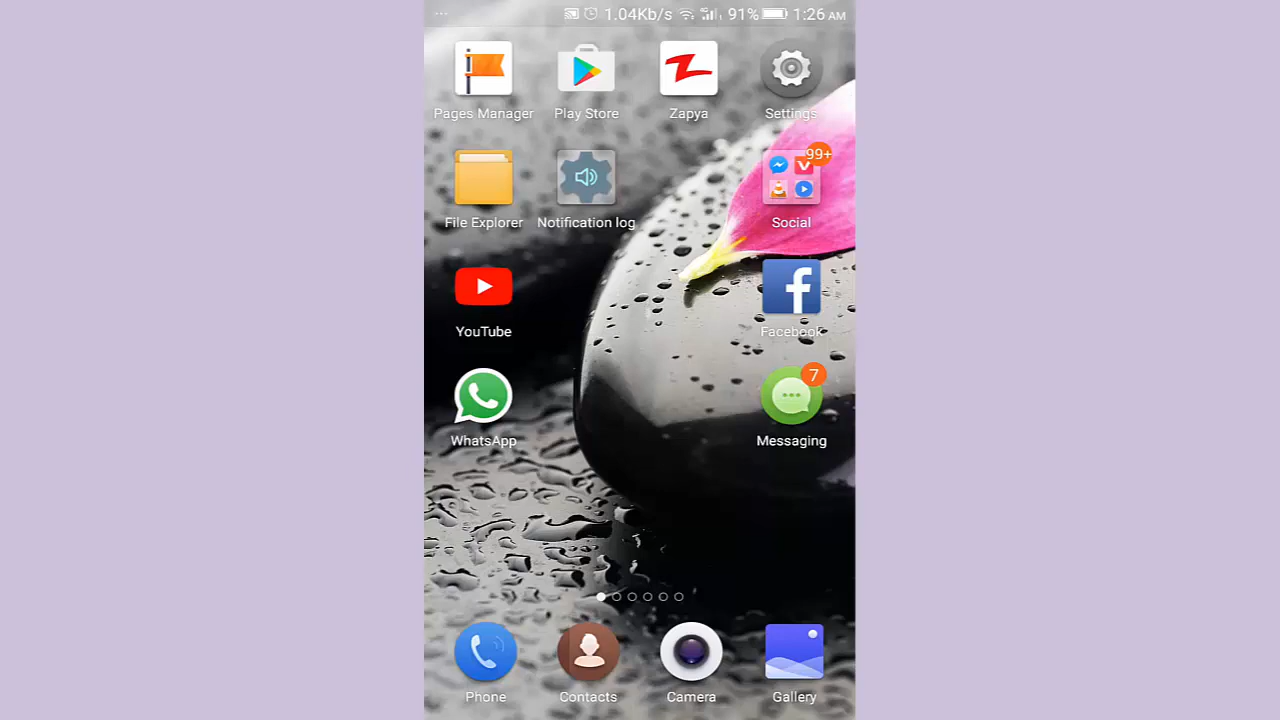 ... 1.04Kb/s 4G 91% 1:26 AM
Pages Manager Play Store Zapya Settings
99+
File Explorer Notification log Social
YouTube Facebook
7
WhatsApp Messaging
Phone Contacts Camera Gallery